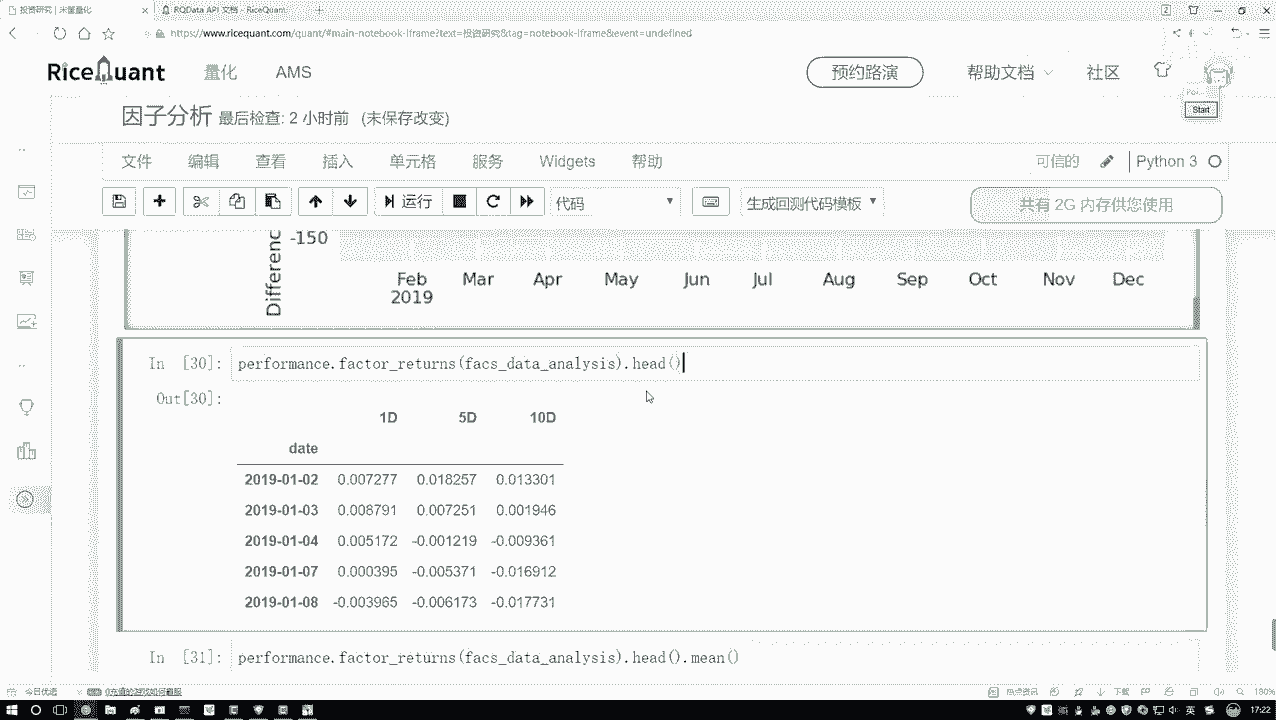 投资研究 | 米筐量化
RQData API 文档 - RiceQuant
https://www.ricequant.com/quant/#main-notebook-iframe?text=投资研究&tag=notebook-iframe&event=undefined
RiceQuant 量化 AMS 预约路演 帮助文档 社区
Start
因子分析 最后检查: 2 小时前 (未保存改变)
文件 编辑 查看 插入 单元格 服务 Widgets 帮助 可信的 Python 3
运行 代码 生成回测代码模板 共有 2G 内存供您使用
Differenc
-150
Feb Mar Apr May Jun Jul Aug Sep Oct Nov Dec
2019
In [30]: performance.factor_returns(facs_data_analysis).head()
Out[30]:
1D 5D 10D
date
2019-01-02 0.007277 0.018257 0.013301
2019-01-03 0.008791 0.007251 0.001946
2019-01-04 0.005172 -0.001219 -0.009361
2019-01-07 0.000395 -0.005371 -0.016912
2019-01-08 -0.003965 -0.006173 -0.017731
In [31]: performance.factor_returns(facs_data_analysis).head().mean()
今日优选
热点资讯 下载 180%
英 17:22